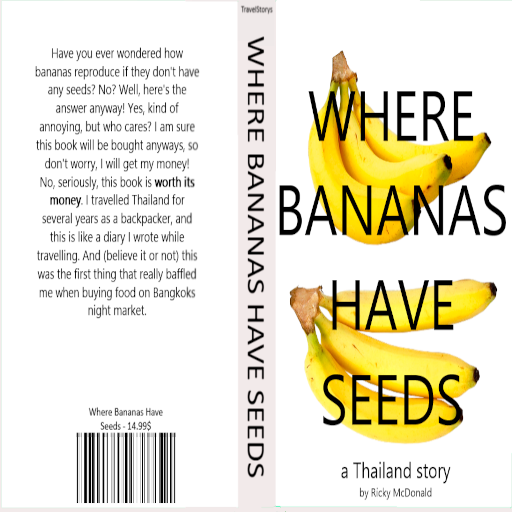 Have you ever wondered how
bananas reproduce if they don't have
any seeds? No? Well, here's the
answer anyway! Yes, kind of
annoying, but who cares? I am sure
this book will be bought anyways, so
don't worry, I will get my money!
No, seriously, this book is worth its
money. I travelled Thailand for
several years as a backpacker, and
this is like a diary I wrote while
travelling. And (believe it or not) this
was the first thing that really baffled
me when buying food on Bangkoks
night market.
Where Bananas Have
Seeds - 14.99$
TravelStorys
WHERE BANANAS HAVE SEEDS
WHERE
BANANAS
HAVE
SEEDS
a Thailand story
by Ricky McDonald